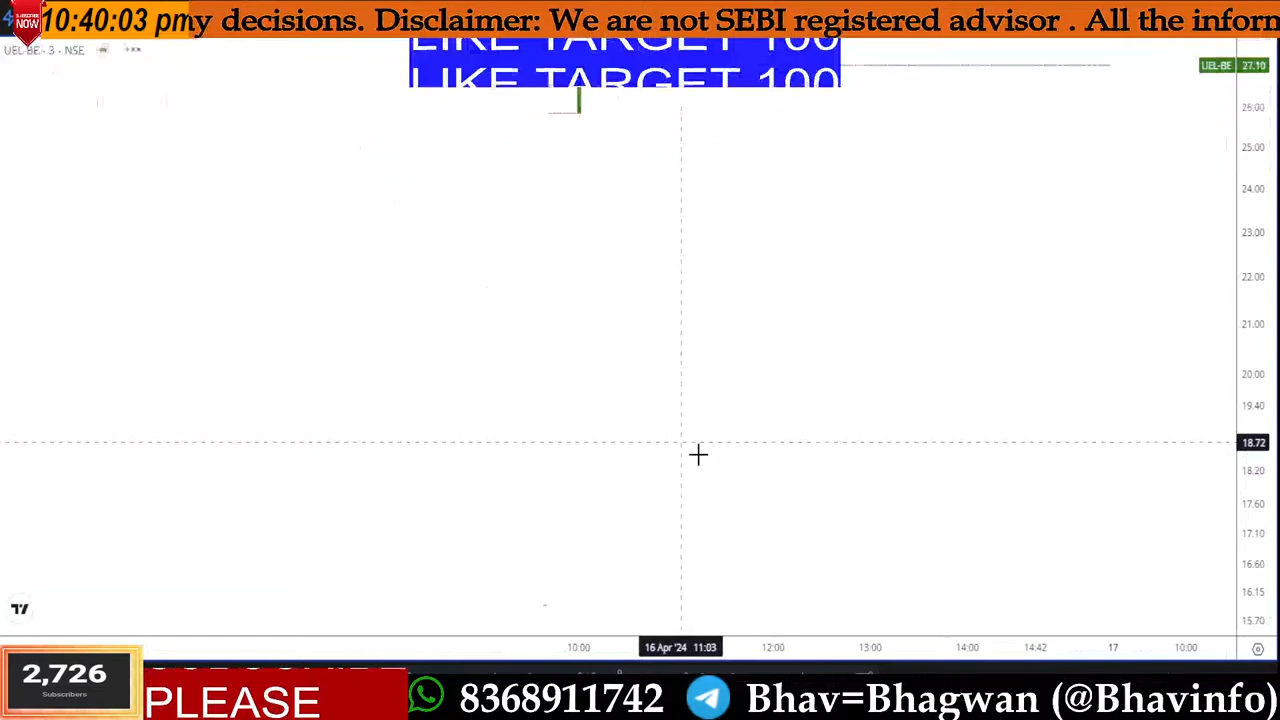 SUBSCRIBE NOW
10:40:03 pm
my decisions. Disclaimer: We are not SEBI registered advisor . All the inform
LIKE TARGET 100
LIKE TARGET 100
UEL-BE · 3 · NSE
UEL-BE 27.10
26.00
25.00
24.00
23.00
22.00
21.00
20.00
19.40
18.72
18.20
17.60
17.10
16.60
16.15
15.70
10:00 16 Apr '24 11:03 12:00 13:00 14:00 14:42 17 10:00
2,726
Subscribers
PLEASE
8368911742
Bhav=Bhagwan (@Bhavinfo)